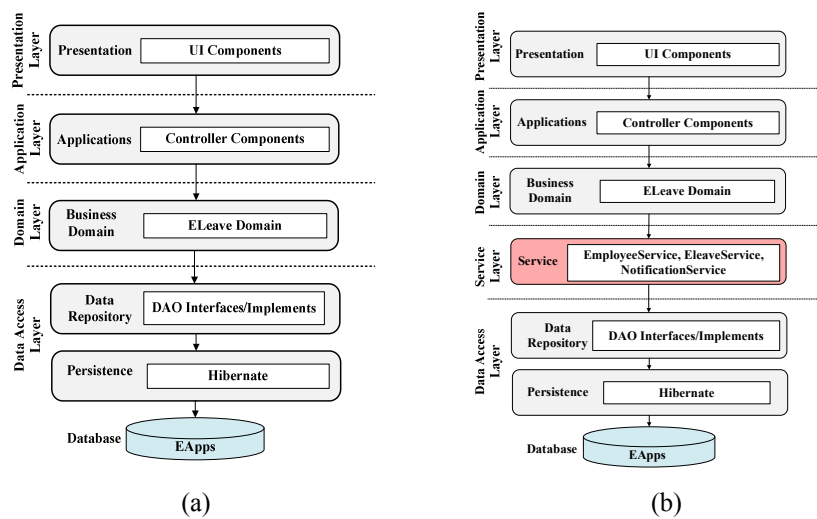 Presentation
Layer
Presentation
UI Components
Application
Layer
Applications
Controller Components
Domain
Layer
Business
Domain
ELeave Domain
Data Access
Layer
Data
Repository
DAO Interfaces/Implements
Persistence
Hibernate
Database
EApps
(a)
Presentation
Layer
Presentation
UI Components
Application
Layer
Applications
Controller Components
Domain
Layer
Business
Domain
ELeave Domain
Service
Layer
Service
EmployeeService, EleaveService,
NotificationService
Data Access
Layer
Data
Repository
DAO Interfaces/Implements
Persistence
Hibernate
Database
EApps
(b)